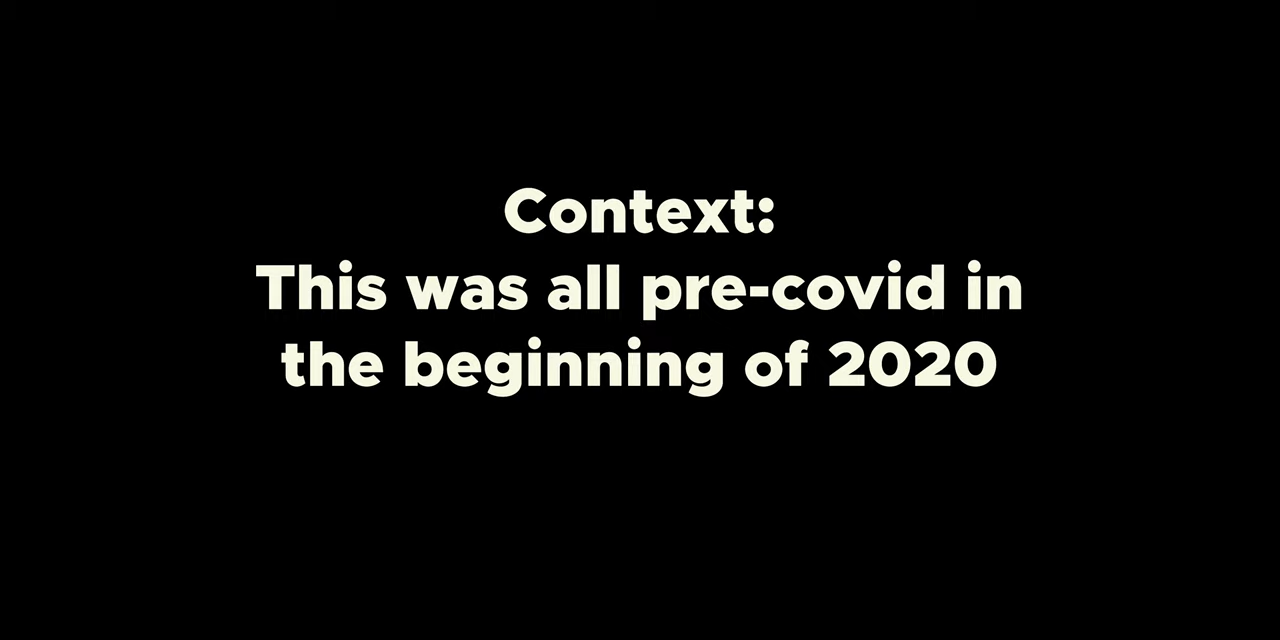 Context:
This was all pre-covid in
the beginning of 2020